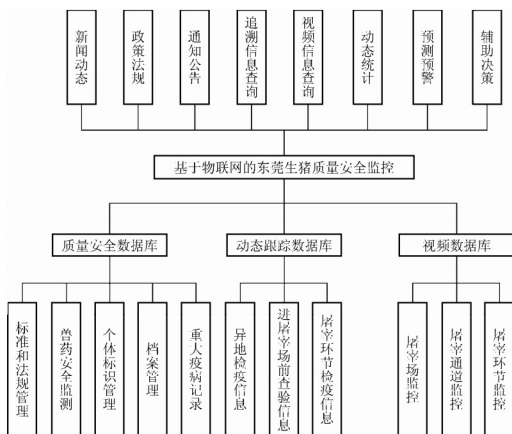 新闻动态
政策法规
通知公告
追溯信息查询
视频信息查询
动态统计
预测预警
辅助决策
基于物联网的东莞生猪质量安全监控
质量安全数据库
动态跟踪数据库
视频数据库
标准和法规管理
兽药安全监测
个体标识管理
档案管理
重大疫病记录
异地检疫信息
进屠宰场前查验信息
屠宰环节检疫信息
屠宰场监控
屠宰通道监控
屠宰环节监控